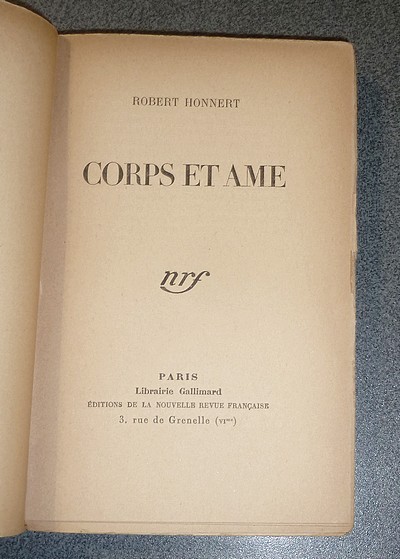 ROBERT HONNERT
CORPS ET AME
nrf
PARIS
Librairie Gallimard
ÉDITIONS DE LA NOUVELLE REVUE FRANÇAISE
3, rue de Grenelle (VIme)